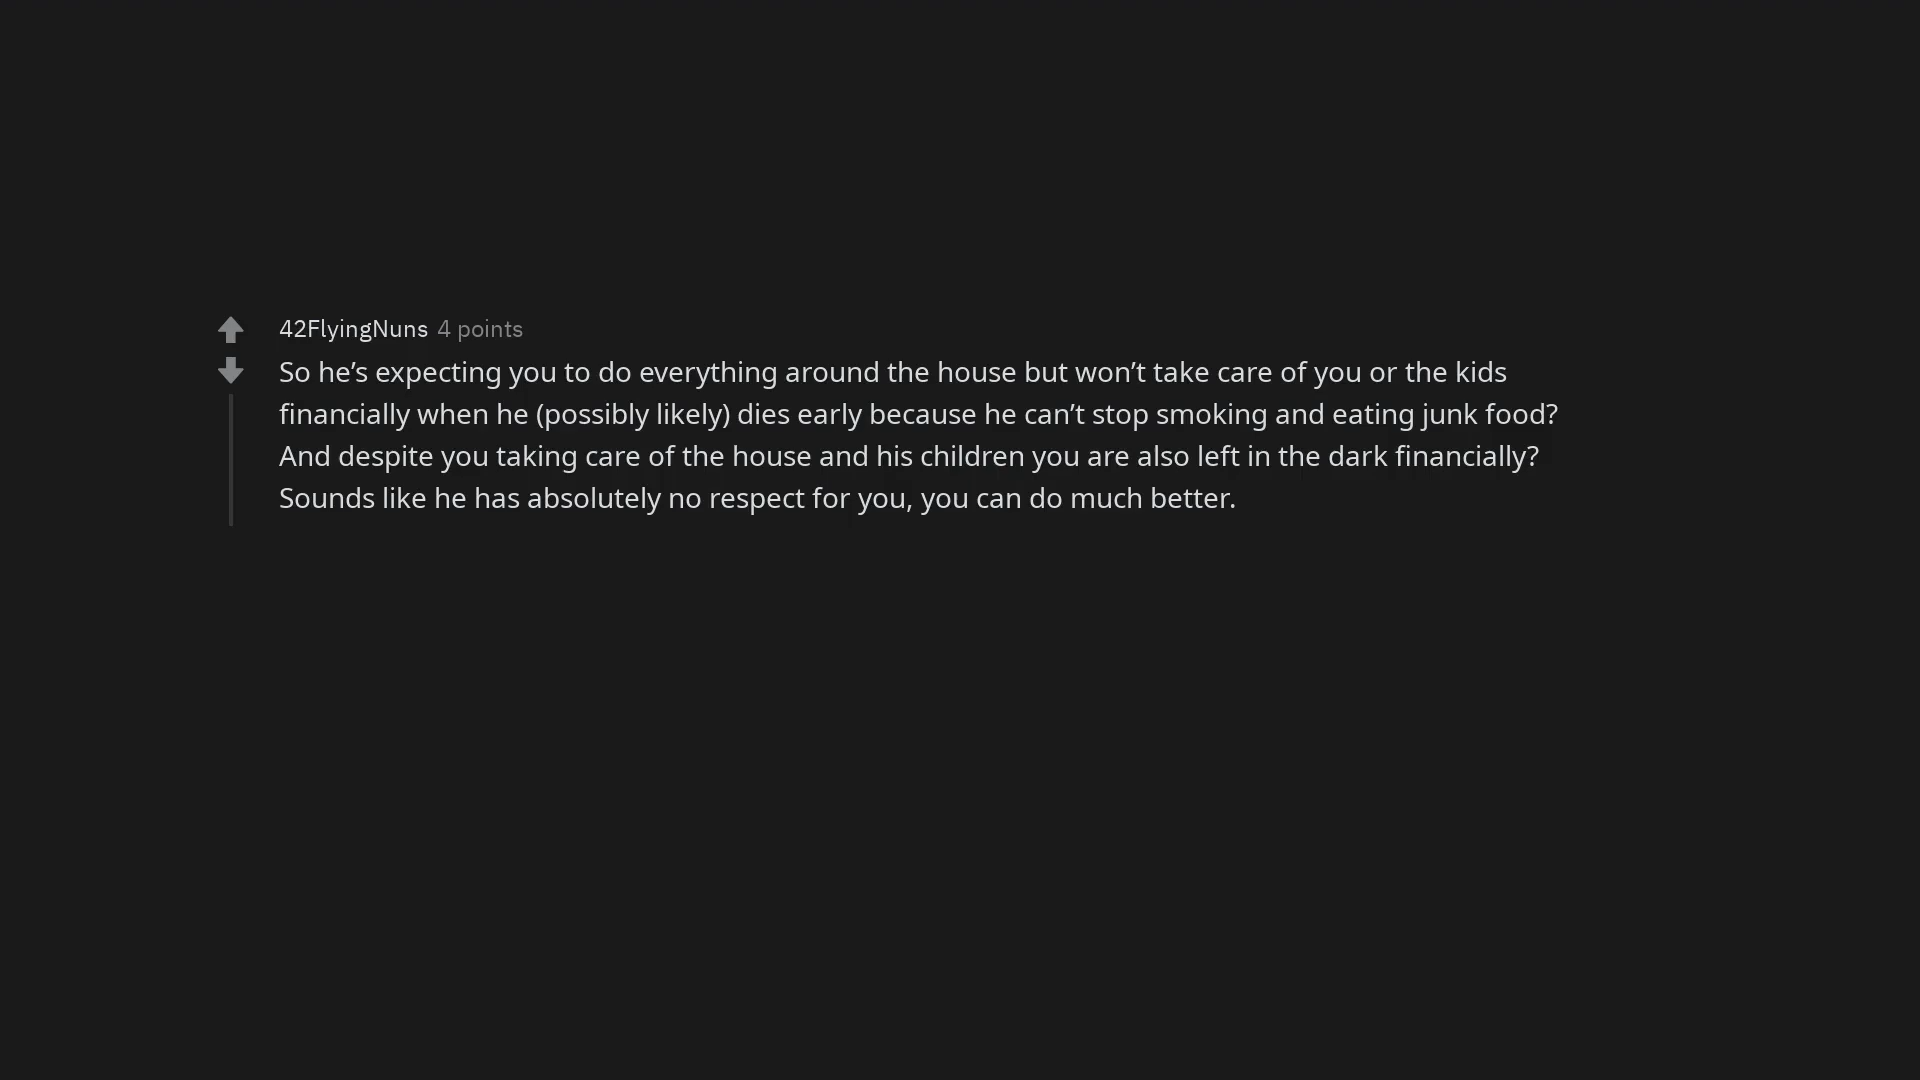 42FlyingNuns 4 points
So he’s expecting you to do everything around the house but won’t take care of you or the kids
financially when he (possibly likely) dies early because he can’t stop smoking and eating junk food?
And despite you taking care of the house and his children you are also left in the dark financially?
Sounds like he has absolutely no respect for you, you can do much better.